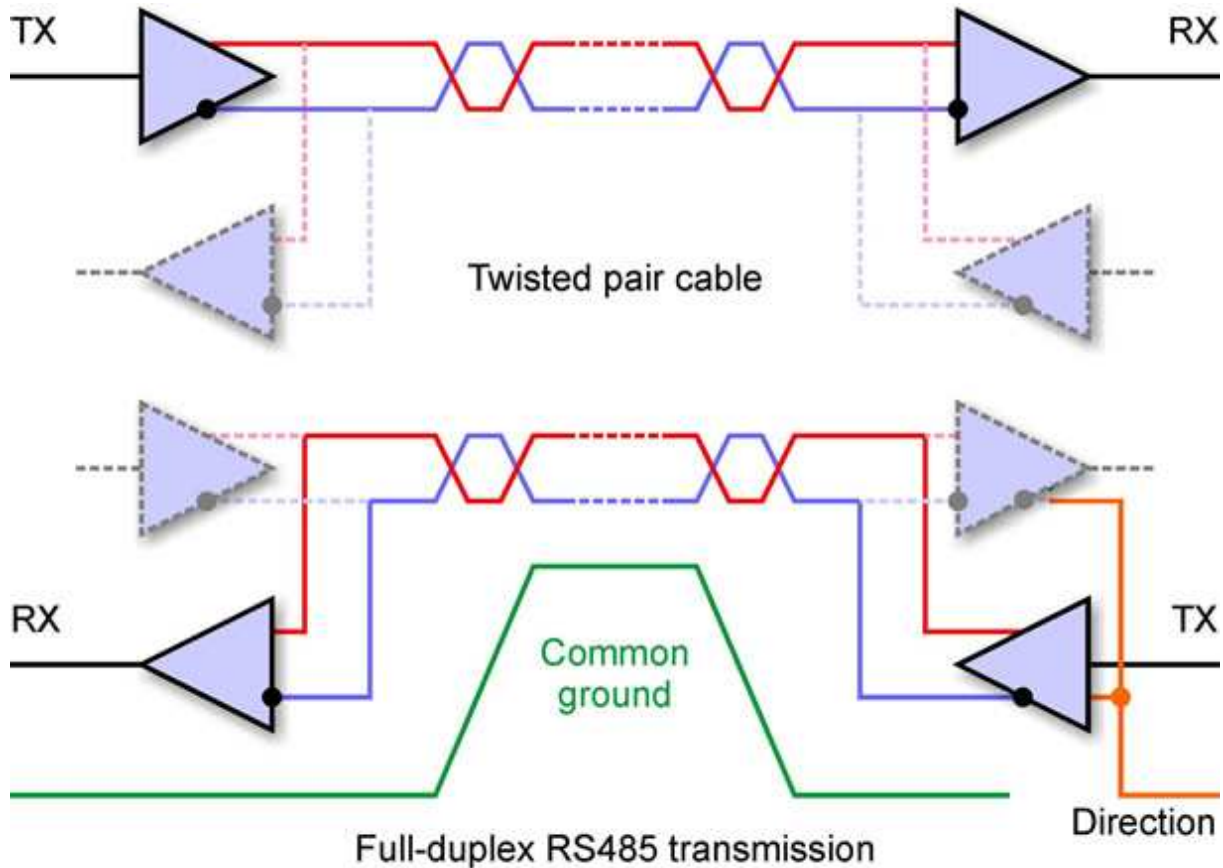 TX
RX
Twisted pair cable
RX
TX
Common
ground
Direction
Full-duplex RS485 transmission